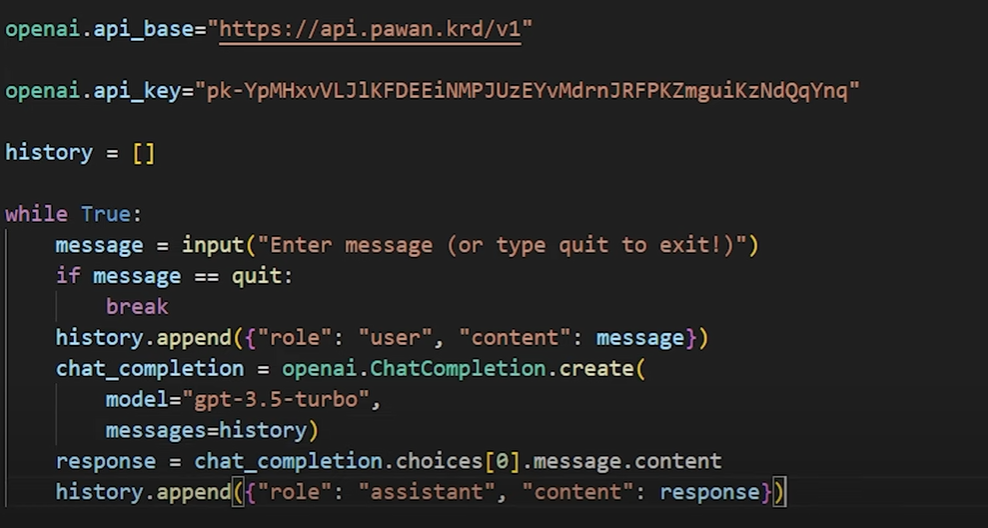 openai.api_base="https://api.pawan.krd/v1"
openai.api_key="pk-YpMHxvVLJlKFDEEiNMPJUzEYvMdrnJRFPKZmguiKzNdQqYnq"
history = []
while True:
    message = input("Enter message (or type quit to exit!)")
    if message == quit:
        break
    history.append({"role": "user", "content": message})
    chat_completion = openai.ChatCompletion.create(
        model="gpt-3.5-turbo",
        messages=history)
    response = chat_completion.choices[0].message.content
    history.append({"role": "assistant", "content": response})